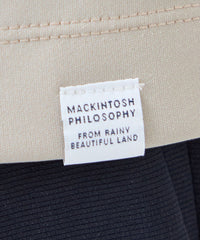 MACKINTOSH
PHILOSOPHY
FROM RAINY
BEAUTIFUL LAND